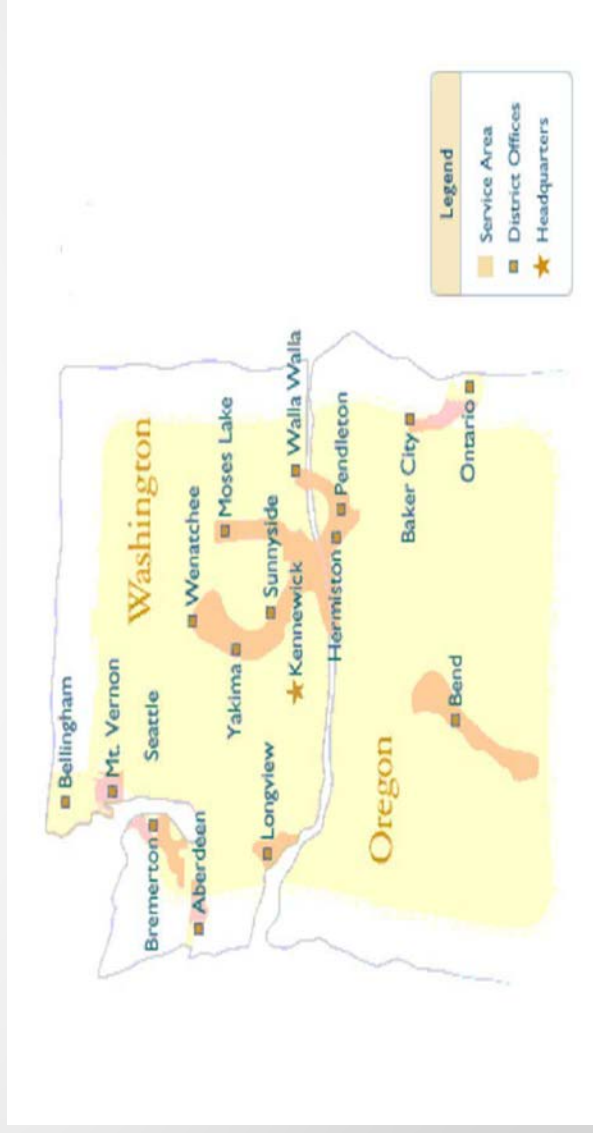 Bellingham
Mt. Vernon
Seattle
Bremerton
Aberdeen
Washington
Wenatchee
Moses Lake
Yakima
Sunnyside
Longview
Kennewick
Walla Walla
Hermiston
Pendleton
Oregon
Baker City
Bend
Ontario
Legend
Service Area
District Offices
Headquarters